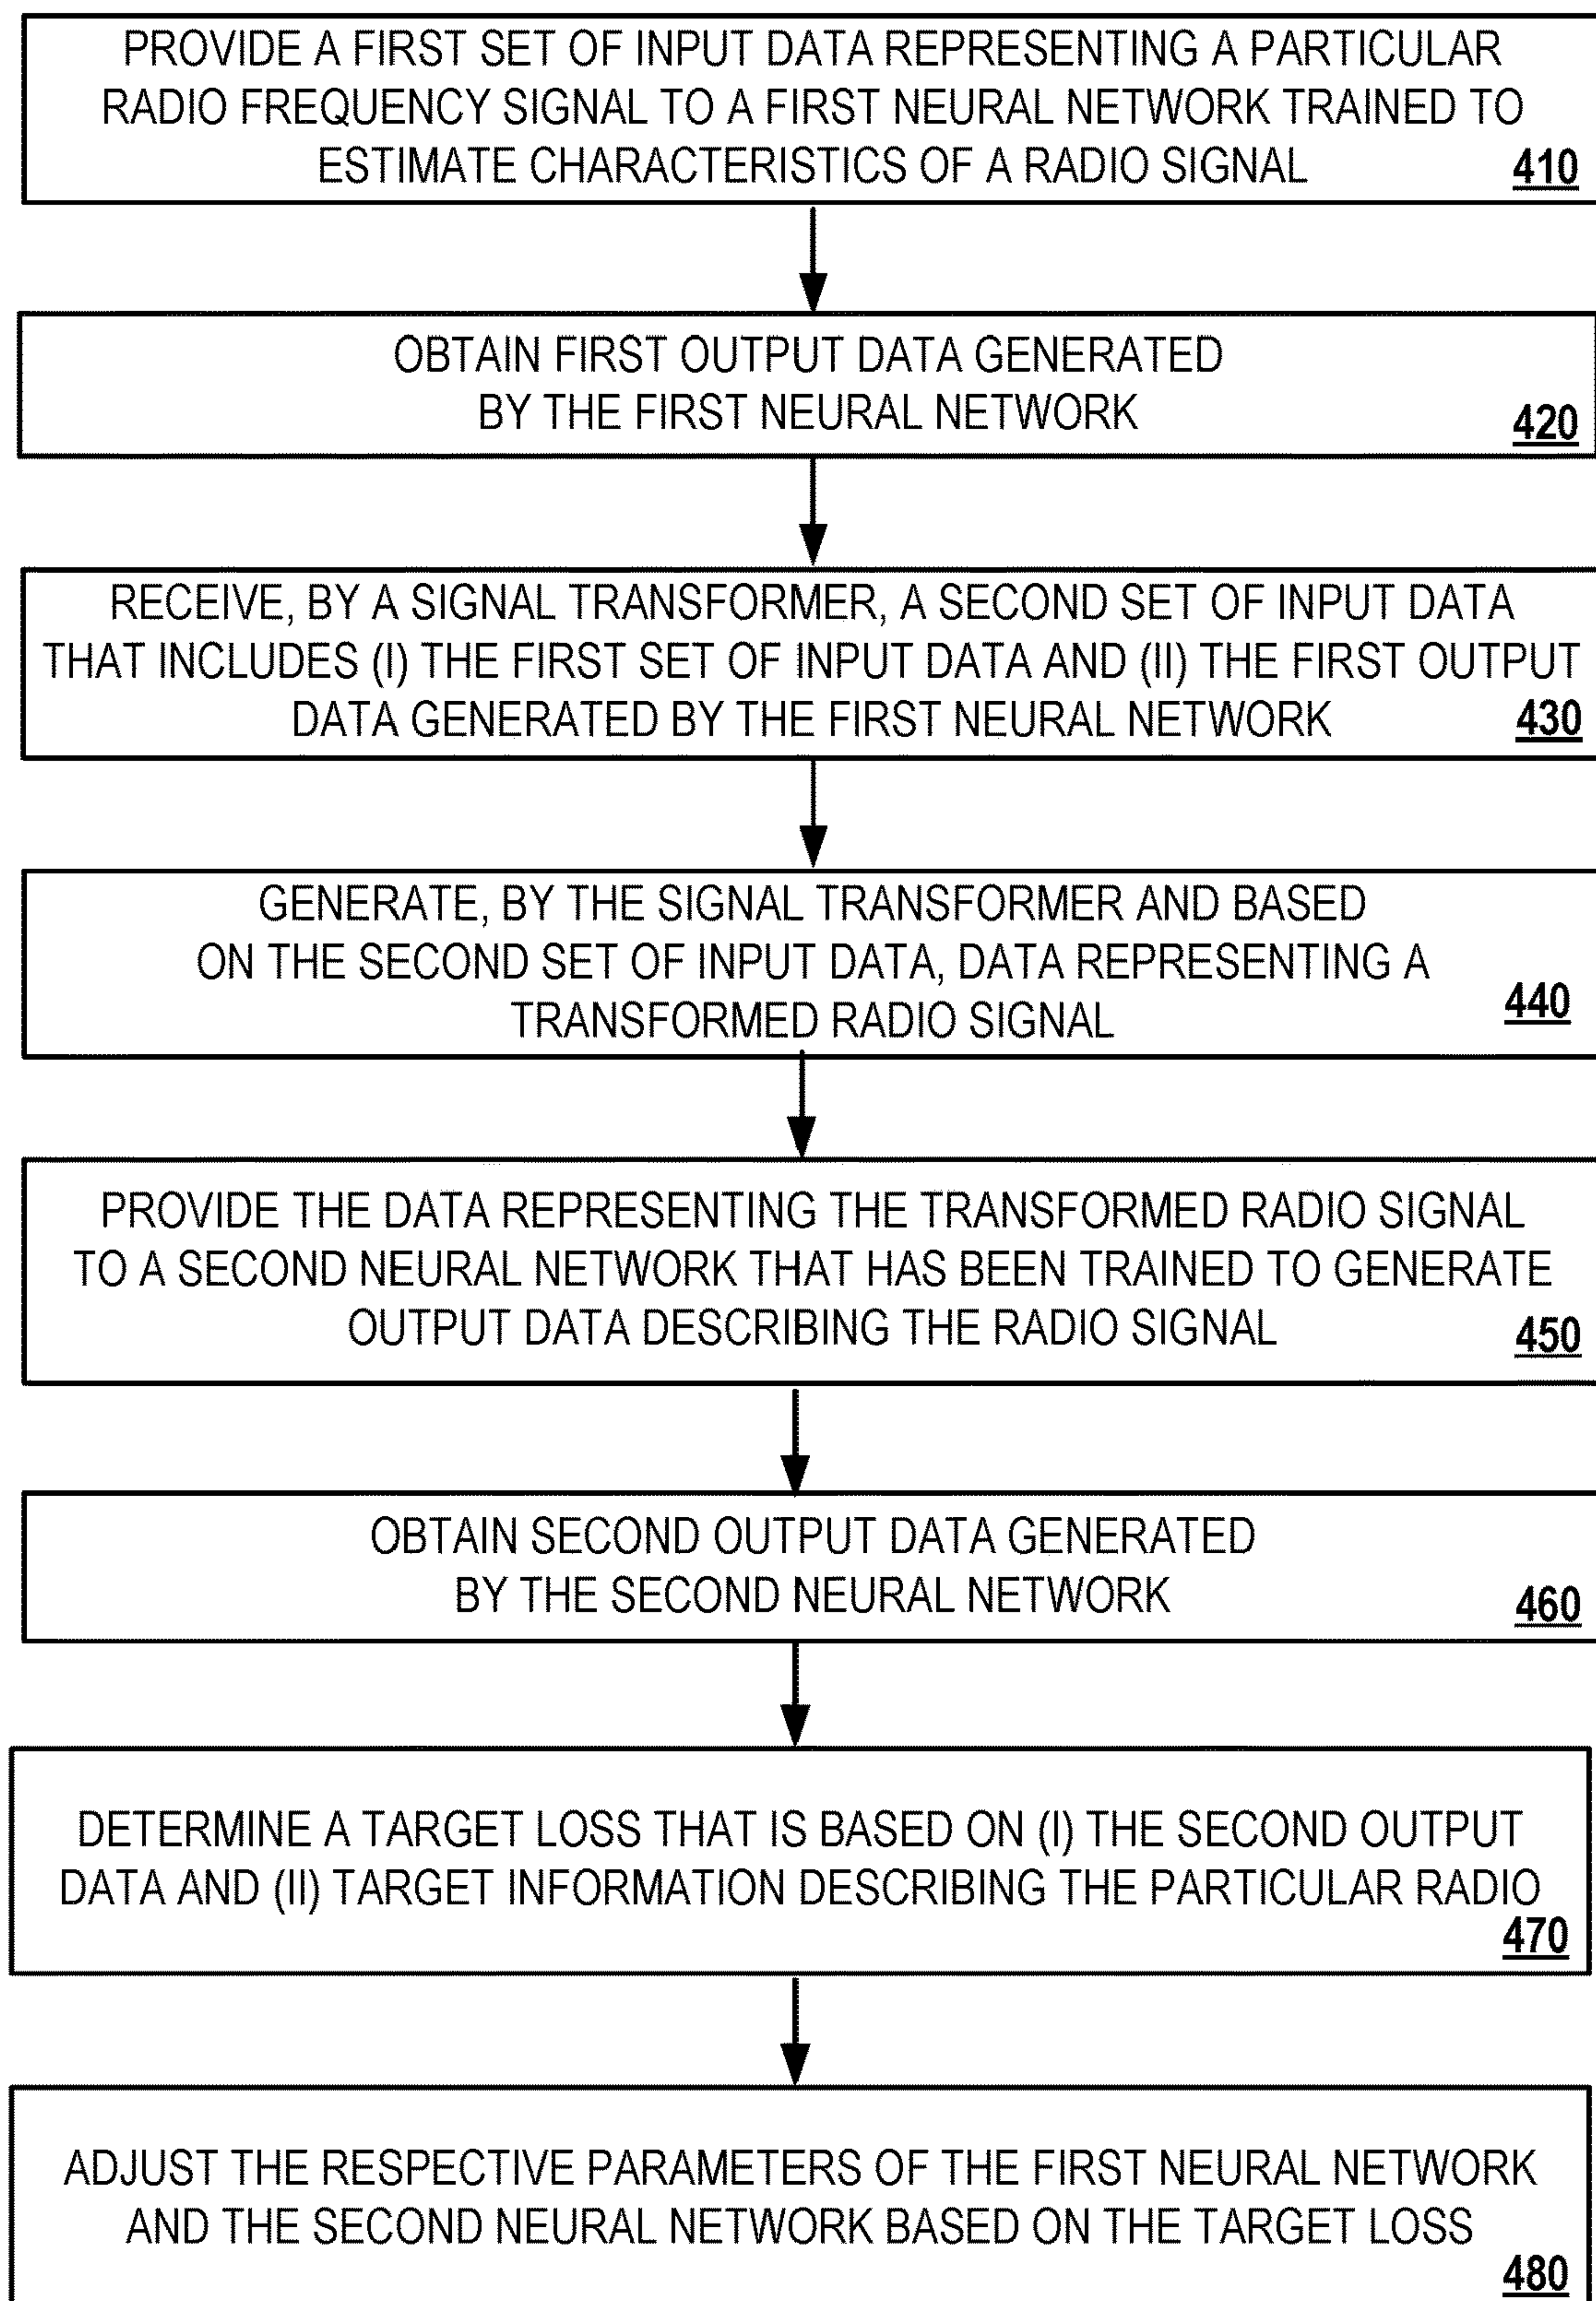 PROVIDE A FIRST SET OF INPUT DATA REPRESENTING A PARTICULAR
RADIO FREQUENCY SIGNAL TO A FIRST NEURAL NETWORK TRAINED TO
ESTIMATE CHARACTERISTICS OF A RADIO SIGNAL 410
OBTAIN FIRST OUTPUT DATA GENERATED
BY THE FIRST NEURAL NETWORK 420
RECEIVE, BY A SIGNAL TRANSFORMER, A SECOND SET OF INPUT DATA
THAT INCLUDES (I) THE FIRST SET OF INPUT DATA AND (II) THE FIRST OUTPUT
DATA GENERATED BY THE FIRST NEURAL NETWORK 430
GENERATE, BY THE SIGNAL TRANSFORMER AND BASED
ON THE SECOND SET OF INPUT DATA, DATA REPRESENTING A
TRANSFORMED RADIO SIGNAL 440
PROVIDE THE DATA REPRESENTING THE TRANSFORMED RADIO SIGNAL
TO A SECOND NEURAL NETWORK THAT HAS BEEN TRAINED TO GENERATE
OUTPUT DATA DESCRIBING THE RADIO SIGNAL 450
OBTAIN SECOND OUTPUT DATA GENERATED
BY THE SECOND NEURAL NETWORK 460
DETERMINE A TARGET LOSS THAT IS BASED ON (I) THE SECOND OUTPUT
DATA AND (II) TARGET INFORMATION DESCRIBING THE PARTICULAR RADIO
470
ADJUST THE RESPECTIVE PARAMETERS OF THE FIRST NEURAL NETWORK
AND THE SECOND NEURAL NETWORK BASED ON THE TARGET LOSS
480